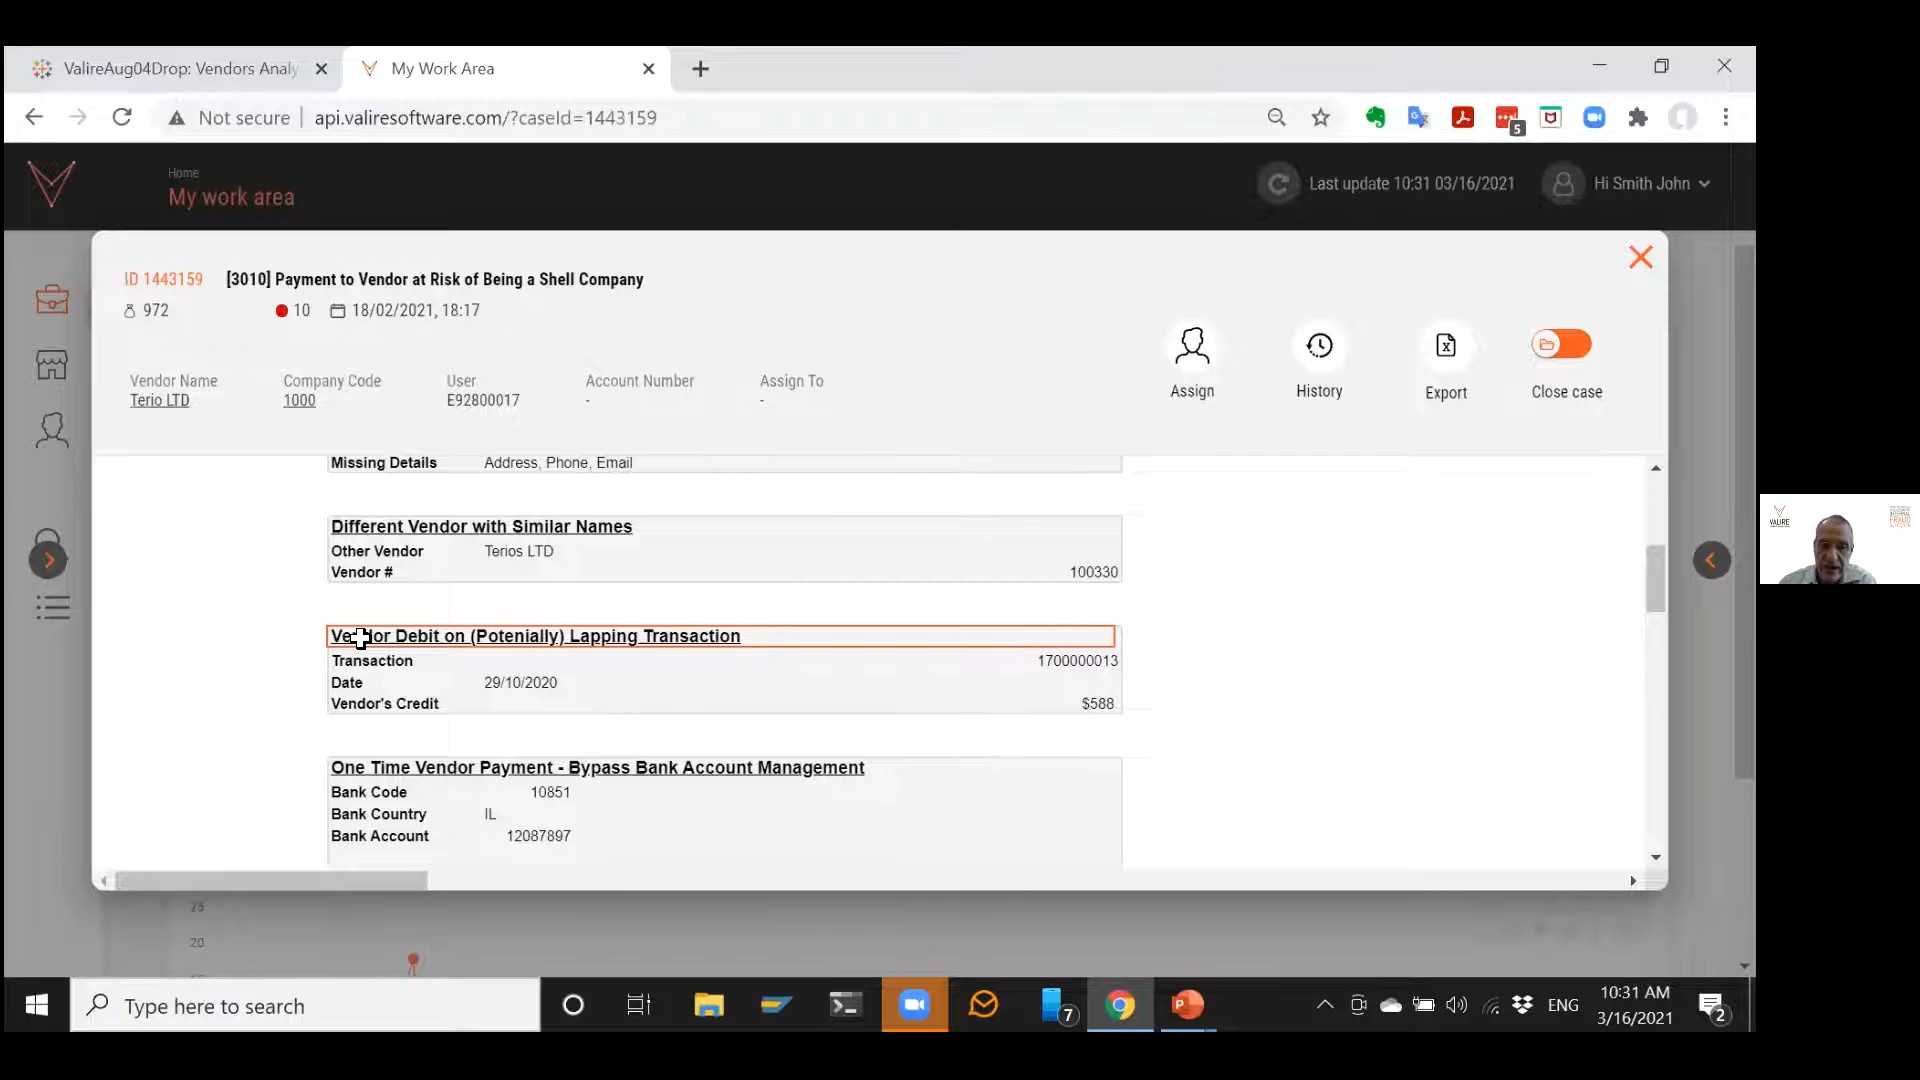 ValireAug04Drop: Vendors Analy
My Work Area
Not secure
api.valiresoftware.com/?caseId=1443159
5
Home
My work area
Last update 10:31 03/16/2021
Hi Smith John
ID 1443159
[3010] Payment to Vendor at Risk of Being a Shell Company
972
10
18/02/2021, 18:17
Assign
History
Export
Close case
Vendor Name
Company Code
User
Account Number
Assign To
Terio LTD
1000
E92800017
-
-
Missing Details
Address, Phone, Email
Different Vendor with Similar Names
Other Vendor
Terios LTD
Vendor #
100330
Vendor Debit on (Potenially) Lapping Transaction
Transaction
1700000013
Date
29/10/2020
Vendor's Credit
$588
One Time Vendor Payment - Bypass Bank Account Management
Bank Code
10851
Bank Country
IL
Bank Account
12087897
25
20
VALIRE
FRAUD
Type here to search
7
ENG
10:31 AM
3/16/2021
2